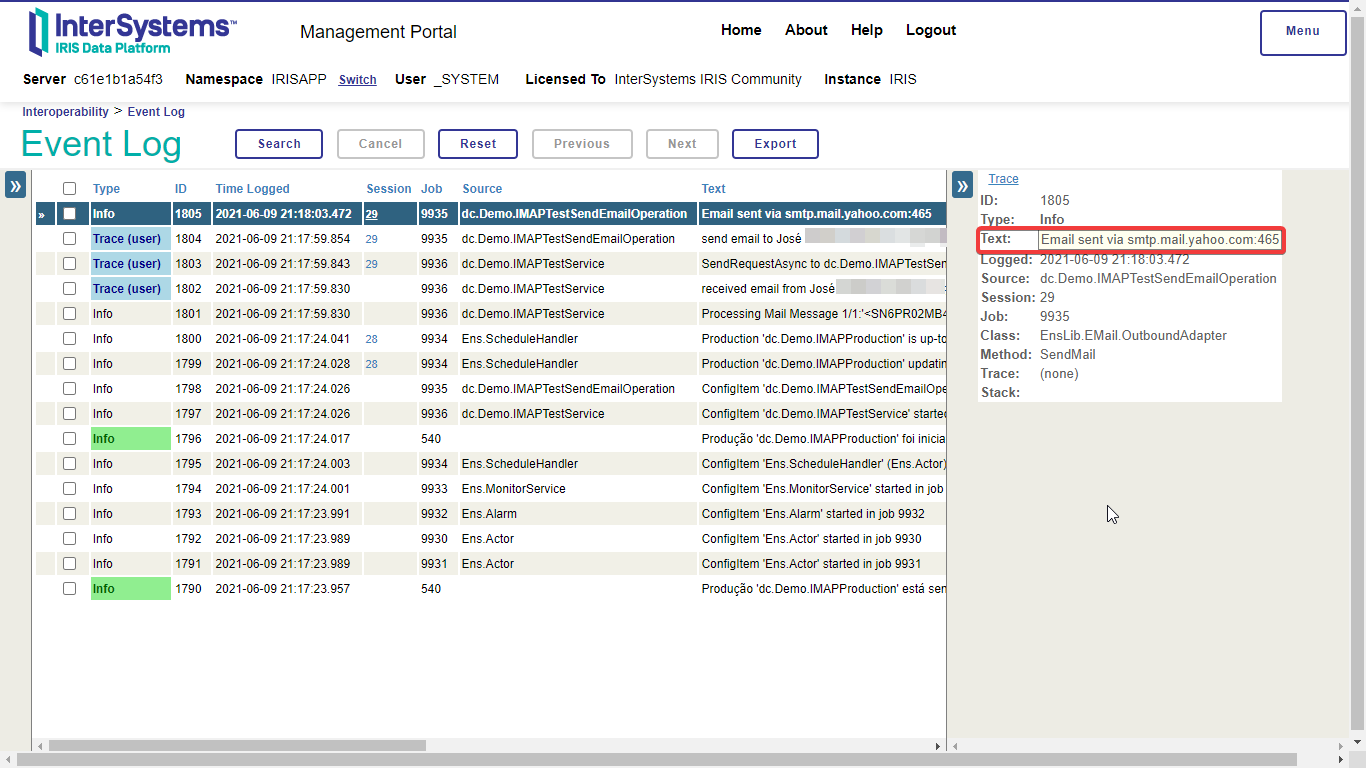 InterSystems™
IRIS Data Platform
Management Portal
Home About Help Logout
Menu
Server c61e1b1a54f3 Namespace IRISAPP Switch User _SYSTEM Licensed To InterSystems IRIS Community Instance IRIS
Interoperability > Event Log
Event Log
Search Cancel Reset Previous Next Export
Type ID Time Logged Session Job Source Text
» Info 1805 2021-06-09 21:18:03.472 29 9935 dc.Demo.IMAPTestSendEmailOperation Email sent via smtp.mail.yahoo.com:465
Trace (user) 1804 2021-06-09 21:17:59.854 29 9935 dc.Demo.IMAPTestSendEmailOperation send email to José
Trace (user) 1803 2021-06-09 21:17:59.843 29 9936 dc.Demo.IMAPTestService SendRequestAsync to dc.Demo.IMAPTestSen
Trace (user) 1802 2021-06-09 21:17:59.830 9936 dc.Demo.IMAPTestService received email from José
Info 1801 2021-06-09 21:17:59.830 9936 dc.Demo.IMAPTestService Processing Mail Message 1/1:'<SN6PR02MB4
Info 1800 2021-06-09 21:17:24.041 28 9934 Ens.ScheduleHandler Production 'dc.Demo.IMAPProduction' is up-to
Info 1799 2021-06-09 21:17:24.028 28 9934 Ens.ScheduleHandler Production 'dc.Demo.IMAPProduction' updatin
Info 1798 2021-06-09 21:17:24.026 9935 dc.Demo.IMAPTestSendEmailOperation ConfigItem 'dc.Demo.IMAPTestSendEmailOpe
Info 1797 2021-06-09 21:17:24.026 9936 dc.Demo.IMAPTestService ConfigItem 'dc.Demo.IMAPTestService' starte
Info 1796 2021-06-09 21:17:24.017 540 Produção 'dc.Demo.IMAPProduction' foi inicia
Info 1795 2021-06-09 21:17:24.003 9934 Ens.ScheduleHandler ConfigItem 'Ens.ScheduleHandler' (Ens.Actor)
Info 1794 2021-06-09 21:17:24.001 9933 Ens.MonitorService ConfigItem 'Ens.MonitorService' started in job
Info 1793 2021-06-09 21:17:23.991 9932 Ens.Alarm ConfigItem 'Ens.Alarm' started in job 9932
Info 1792 2021-06-09 21:17:23.989 9930 Ens.Actor ConfigItem 'Ens.Actor' started in job 9930
Info 1791 2021-06-09 21:17:23.989 9931 Ens.Actor ConfigItem 'Ens.Actor' started in job 9931
Info 1790 2021-06-09 21:17:23.957 540 Produção 'dc.Demo.IMAPProduction' está sen
Trace
ID: 1805
Type: Info
Text: Email sent via smtp.mail.yahoo.com:465
Logged: 2021-06-09 21:18:03.472
Source: dc.Demo.IMAPTestSendEmailOperation
Session: 29
Job: 9935
Class: EnsLib.EMail.OutboundAdapter
Method: SendMail
Trace: (none)
Stack: